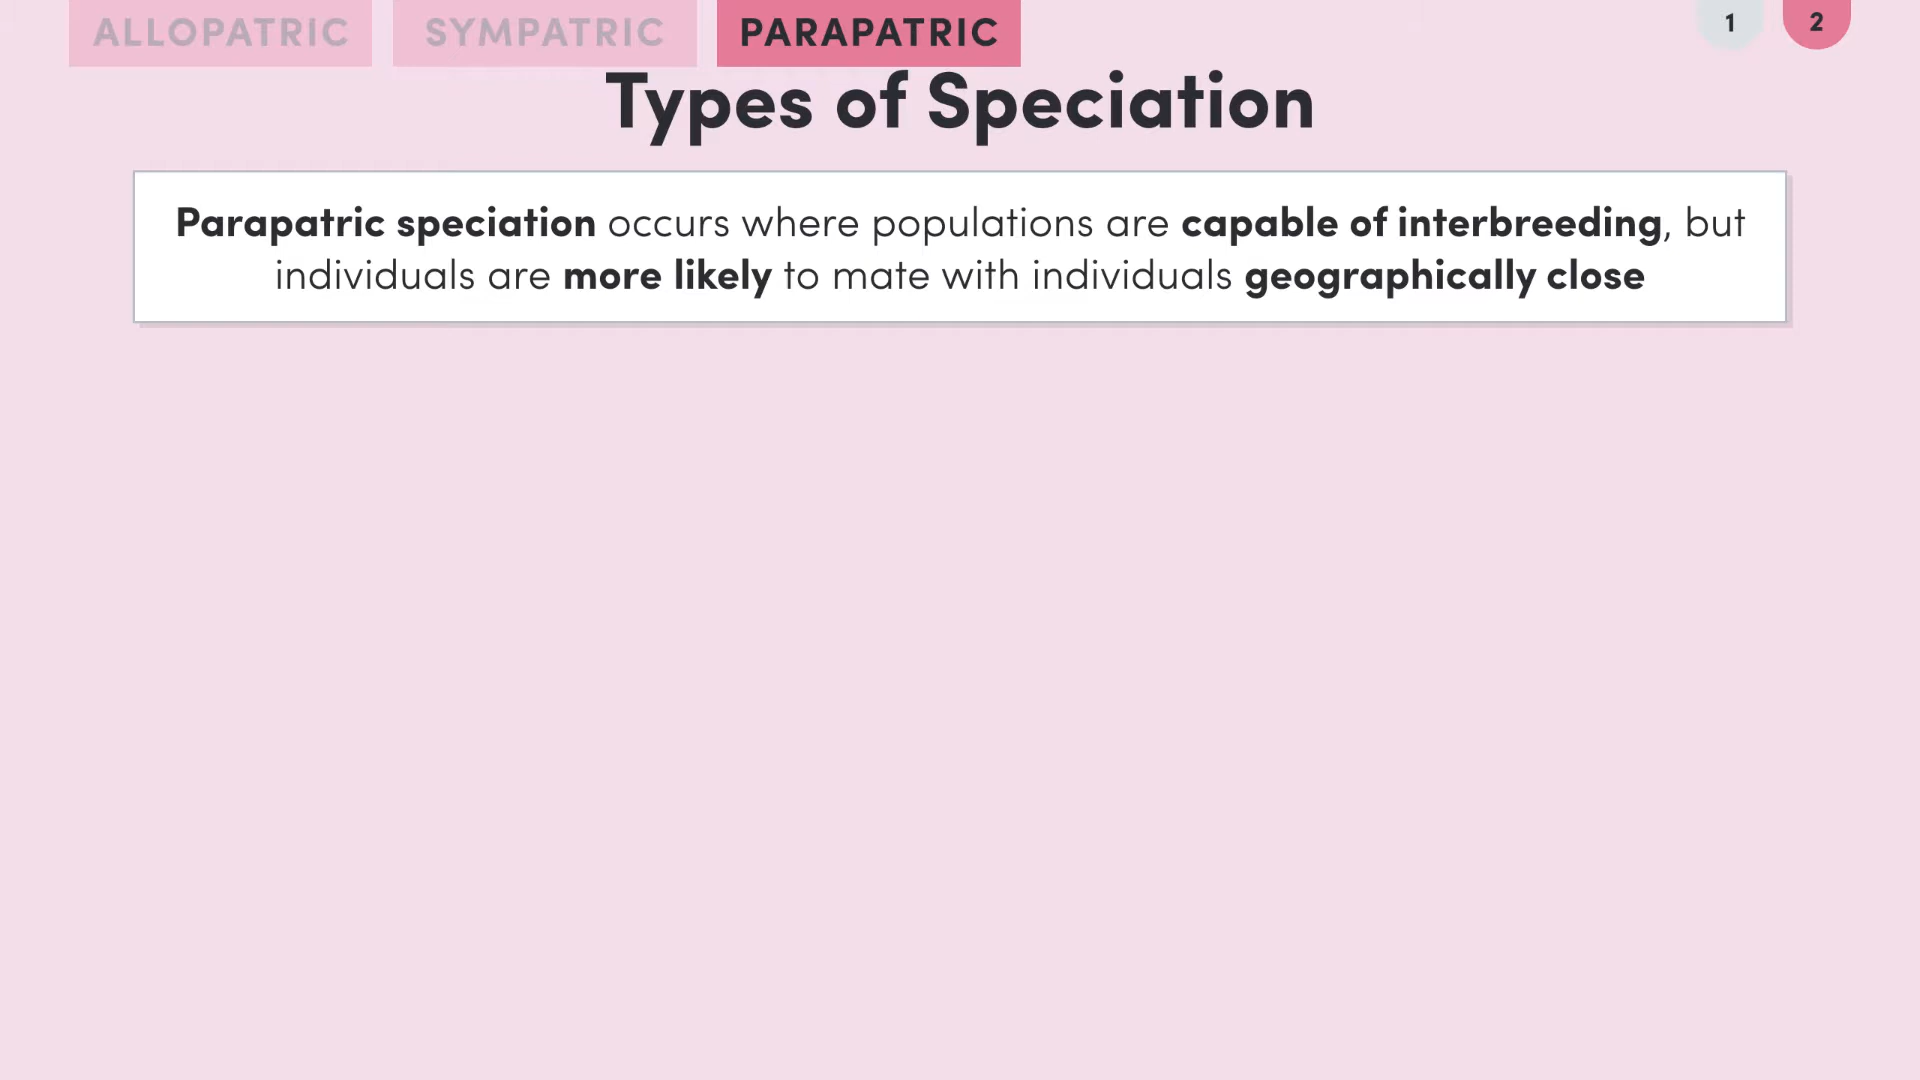 ALLOPATRIC SYMPATRIC PARAPATRIC 1 2
Types of Speciation
Parapatric speciation occurs where populations are capable of interbreeding, but
individuals are more likely to mate with individuals geographically close